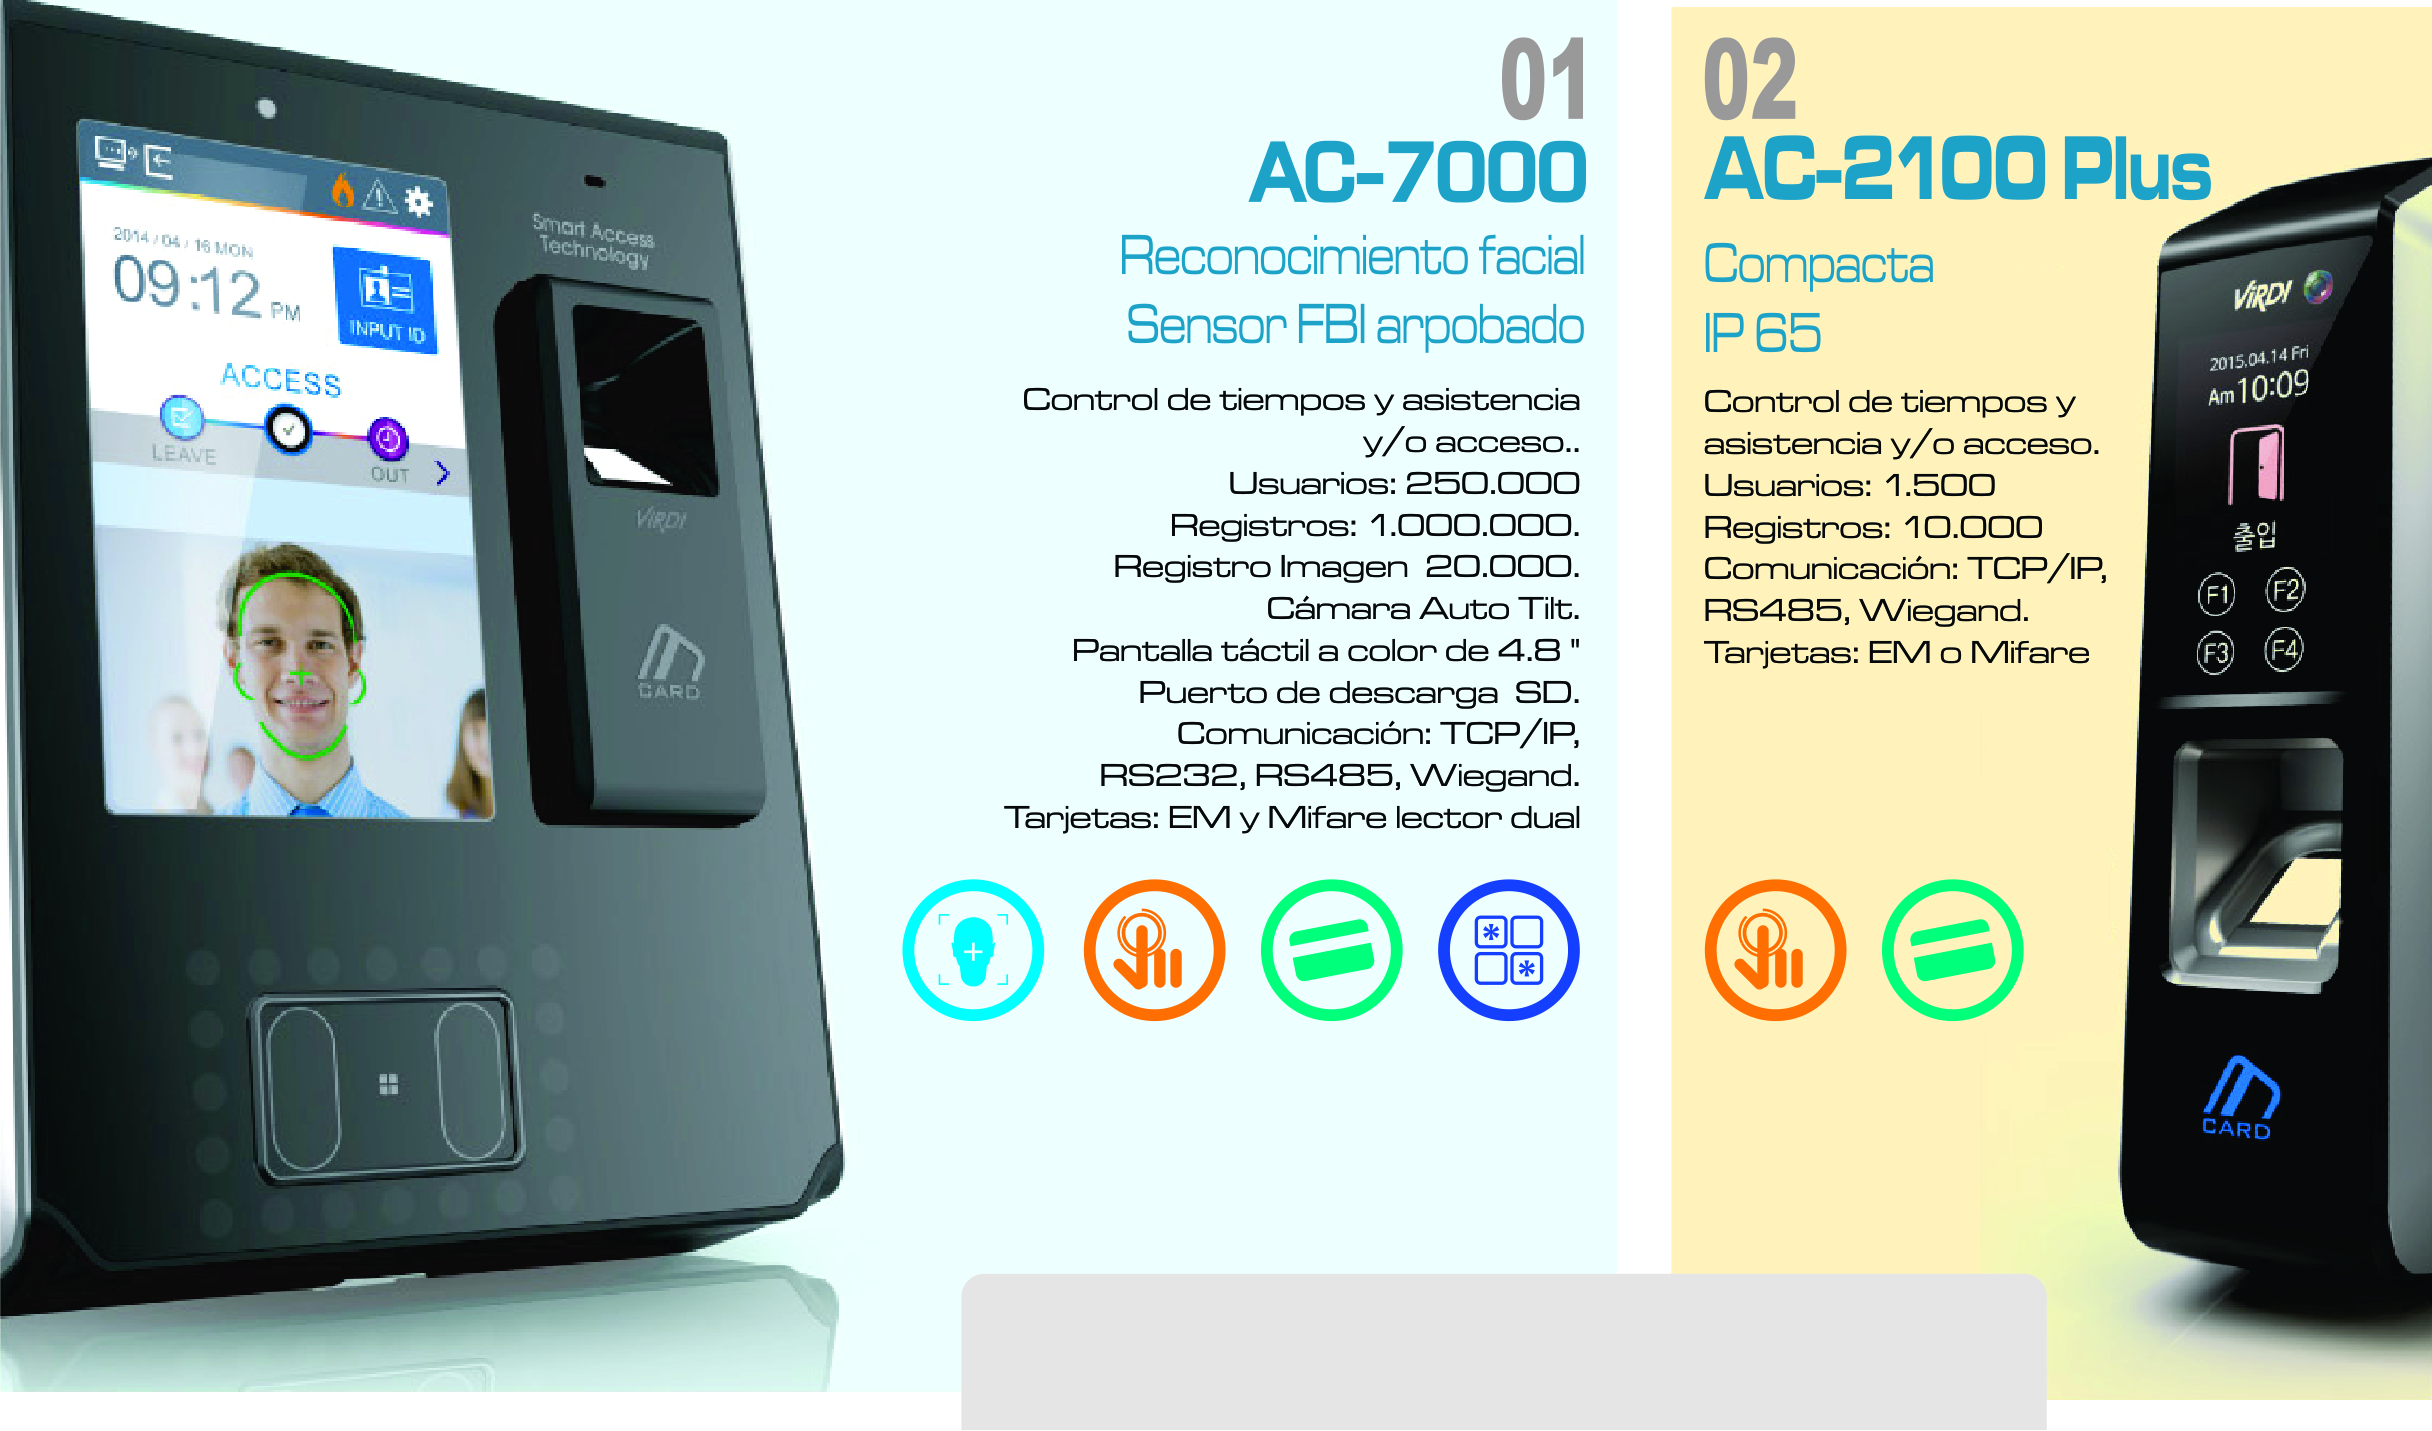 2014 / 04 / 16 MON
09:12 PM
INPUT ID
ACCESS
LEAVE
OUT
Smart Access
Technology
ViRDI
CARD
01
AC-7000
Reconocimiento facial
Sensor FBI arpobado
Control de tiempos y asistencia
y/o acceso..
Usuarios: 250.000
Registros: 1.000.000.
Registro Imagen 20.000.
Cámara Auto Tilt.
Pantalla táctil a color de 4.8 "
Puerto de descarga SD.
Comunicación: TCP/IP,
RS232, RS485, Wiegand.
Tarjetas: EM y Mifare lector dual
02
AC-2100 Plus
Compacta
IP 65
Control de tiempos y
asistencia y/o acceso.
Usuarios: 1.500
Registros: 10.000
Comunicación: TCP/IP,
RS485, Wiegand.
Tarjetas: EM o Mifare
ViRDI
2015.04.14 Fri
Am 10:09
출입
F1 F2
F3 F4
CARD